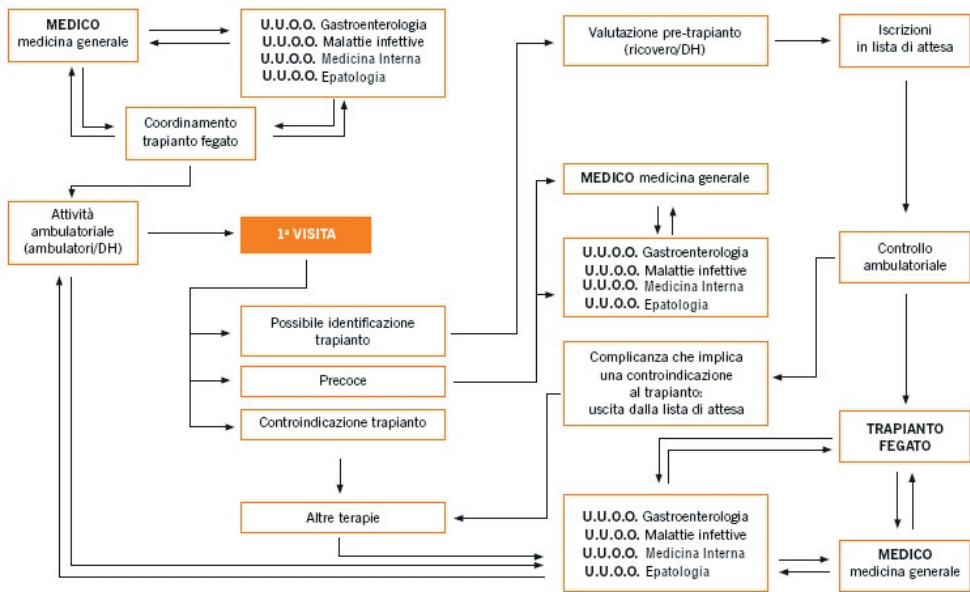 MEDICO
medicina generale
U.U.O.O. Gastroenterologia
U.U.O.O. Malattie infettive
U.U.O.O. Medicina Interna
U.U.O.O. Epatologia
Valutazione pre-trapianto
(ricovero/DH)
Iscrizioni
in lista di attesa
Coordinamento
trapianto fegato
MEDICO medicina generale
Attività
ambulatoriale
(ambulatori/DH)
1ª VISITA
U.U.O.O. Gastroenterologia
U.U.O.O. Malattie infettive
U.U.O.O. Medicina Interna
U.U.O.O. Epatologia
Controllo
ambulatoriale
Possibile identificazione
trapianto
Precoce
Controindicazione trapianto
Complicanza che implica
una controindicazione
al trapianto:
uscita dalla lista di attesa
TRAPIANTO
FEGATO
Altre terapie
U.U.O.O. Gastroenterologia
U.U.O.O. Malattie infettive
U.U.O.O. Medicina Interna
U.U.O.O. Epatologia
MEDICO
medicina generale